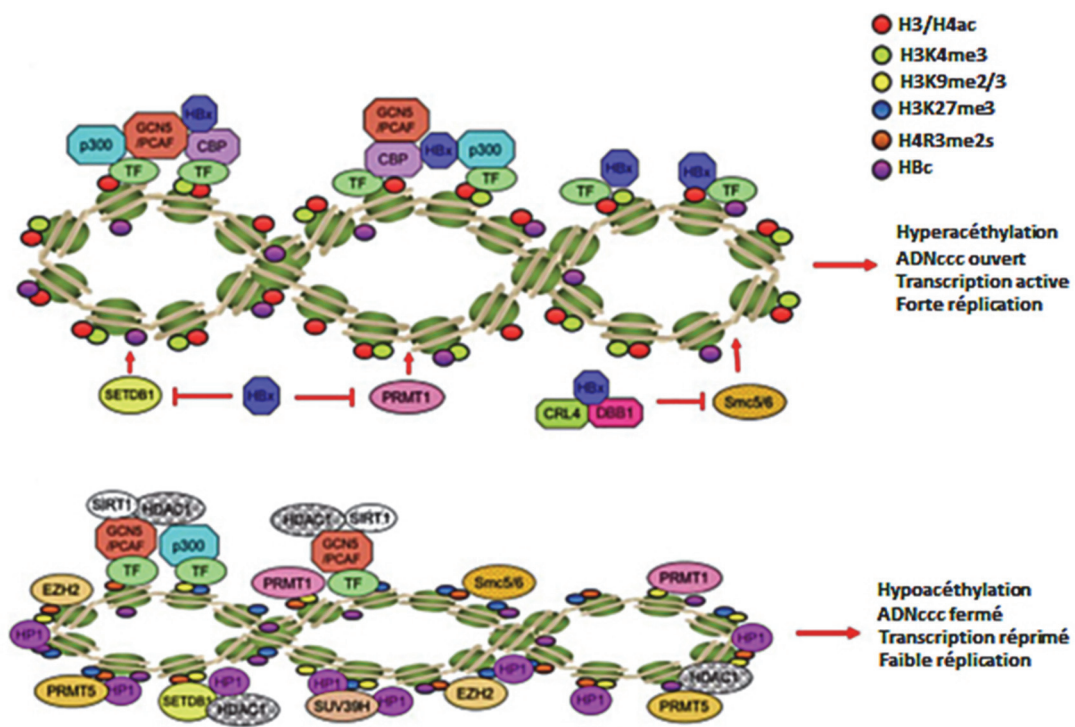 H3/H4ac
H3K4me3
H3K9me2/3
H3K27me3
H4R3me2s
HBc
p300
GCN5
/PCAF
HBx
CBP
TF
TF
GCN5
/PCAF
CBP
HBx
p300
TF
TF
HBx
HBx
TF
TF
Hyperacéthylation
ADNccc ouvert
Transcription active
Forte réplication
SETDB1
HBx
PRMT1
HBx
CRL4
DBB1
Smc5/6
SIRT1
HDAC1
GCN5
/PCAF
p300
TF
TF
EZH2
HP1
PRMT5
HP1
SETDB1
HP1
HDAC1
HDAC1
SIRT1
GCN5
/PCAF
PRMT1
TF
Smc5/6
HP1
SUV39H
HP1
EZH2
HP1
PRMT1
HP1
HDAC1
HP1
PRMT5
Hypoacéthylation
ADNccc fermé
Transcription réprimé
Faible réplication